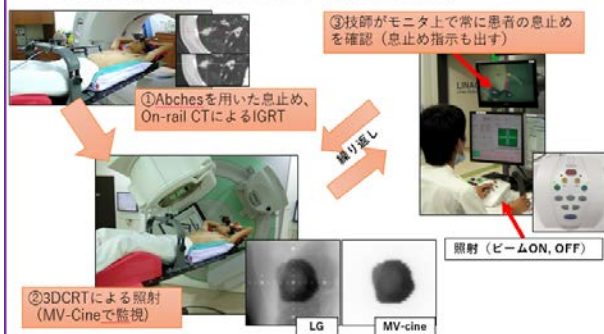 ③技師がモニタ上で常に患者の息止め
を確認（息止め指示も出す）
①Abchesを用いた息止め、
On-rail CTによるIGRT
繰り返し
照射（ビームON, OFF）
②3DCRTによる照射
(MV-Cineで監視)
LG
MV-cine